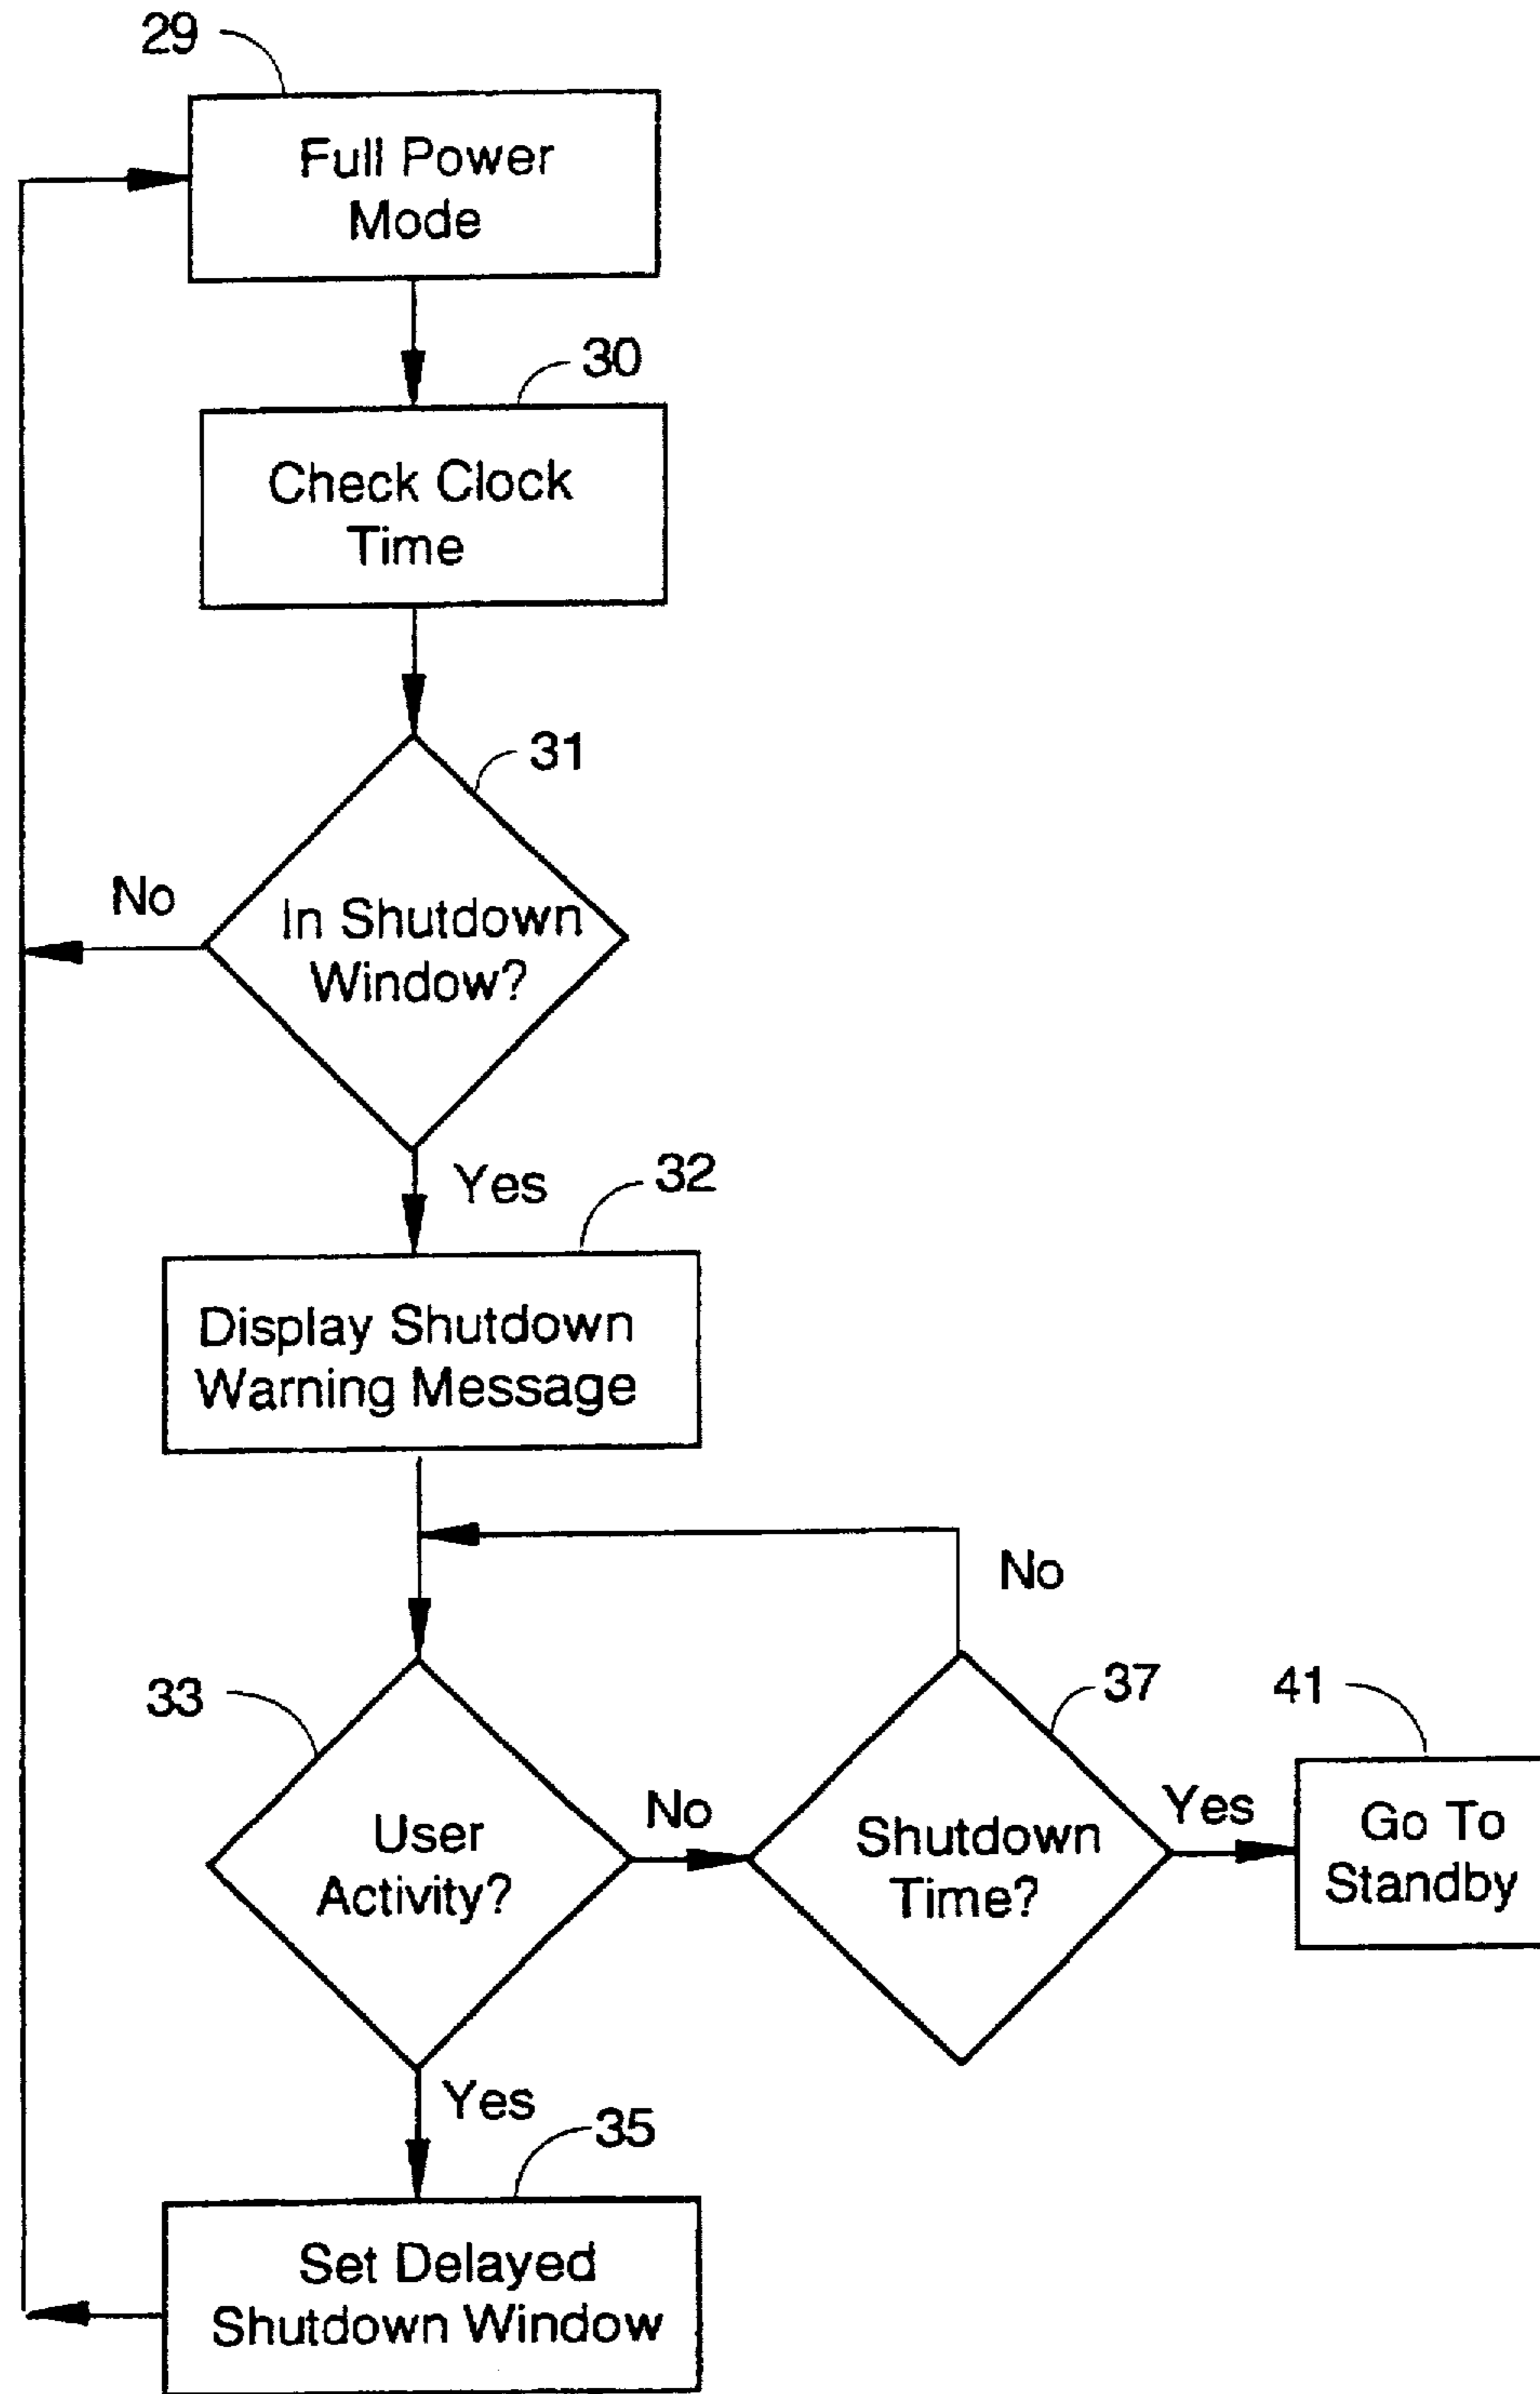 29
Full Power
Mode
30
Check Clock
Time
31
No
In Shutdown
Window?
Yes
32
Display Shutdown
Warning Message
No
33
37
41
User
Activity?
No
Shutdown
Time?
Yes
Go To
Standby
Yes
35
Set Delayed
Shutdown Window